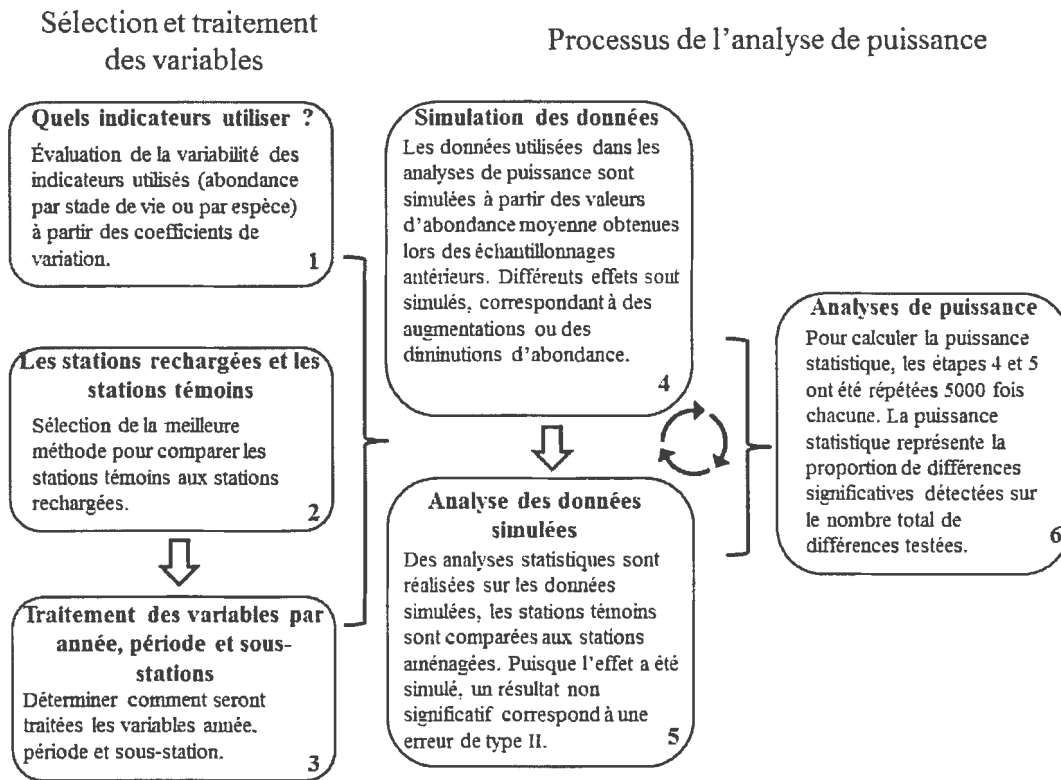 Sélection et traitement
des variables
Processus de l'analyse de puissance
Quels indicateurs utiliser ?
Évaluation de la variabilité des
indicateurs utilisés (abondance
par stade de vie ou par espèce)
à partir des coefficients de
variation.
1
Les stations rechargées et les
stations témoins
Sélection de la meilleure
méthode pour comparer les
stations témoins aux stations
rechargées.
2
Traitement des variables par
année, période et sous-
stations
Déterminer comment seront
traitées les variables année,
période et sous-station.
3
Simulation des données
Les données utilisées dans les
analyses de puissance sont
simulées à partir des valeurs
d'abondance moyenne obtenues
lors des échantillonnages
antérieurs. Différents effets sont
simulés, correspondant à des
augmentations ou des
diminutions d'abondance.
4
Analyse des données
simulées
Des analyses statistiques sont
réalisées sur les données
simulées, les stations témoins
sont comparées aux stations
aménagées. Puisque l'effet a été
simulé, un résultat non
significatif correspond à une
erreur de type II.
5
Analyses de puissance
Pour calculer la puissance
statistique, les étapes 4 et 5
ont été répétées 5000 fois
chacune. La puissance
statistique représente la
proportion de différences
significatives détectées sur
le nombre total de
différences testées.
6